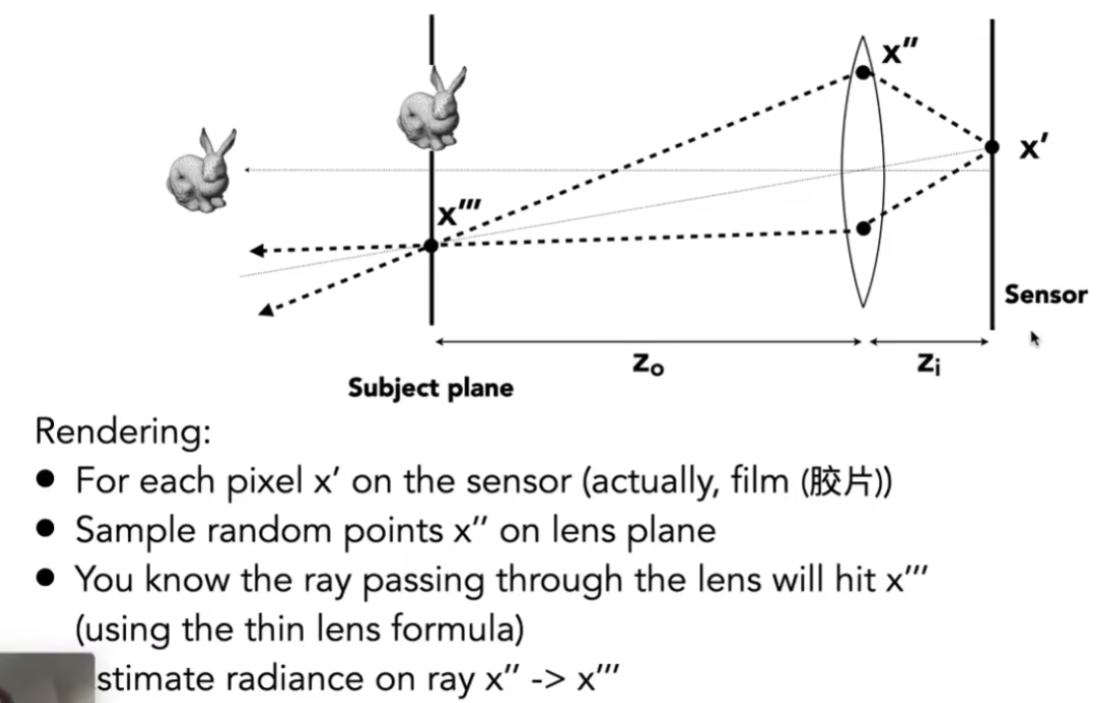 x″
x′
x‴
Sensor
Zo
Zi
Subject plane
Rendering:
● For each pixel x′ on the sensor (actually, film (胶片))
● Sample random points x″ on lens plane
● You know the ray passing through the lens will hit x‴
(using the thin lens formula)
stimate radiance on ray x″ -> x‴